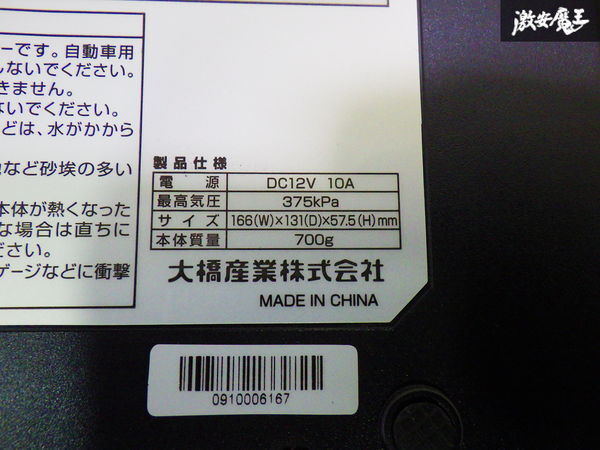 激安魔王
ーです。自動車用
しないでください。
きません。
ないでください。
どは、水がかから
など砂埃の多い
本体が熱くなった
な場合は直ちに
ださい。
ゲージなどに衝撃
製品仕様
電源 DC12V 10A
最高気圧 375kPa
サイズ 166(W)×131(D)×57.5(H)mm
本体質量 700g
大橋産業株式会社
MADE IN CHINA
0910006167